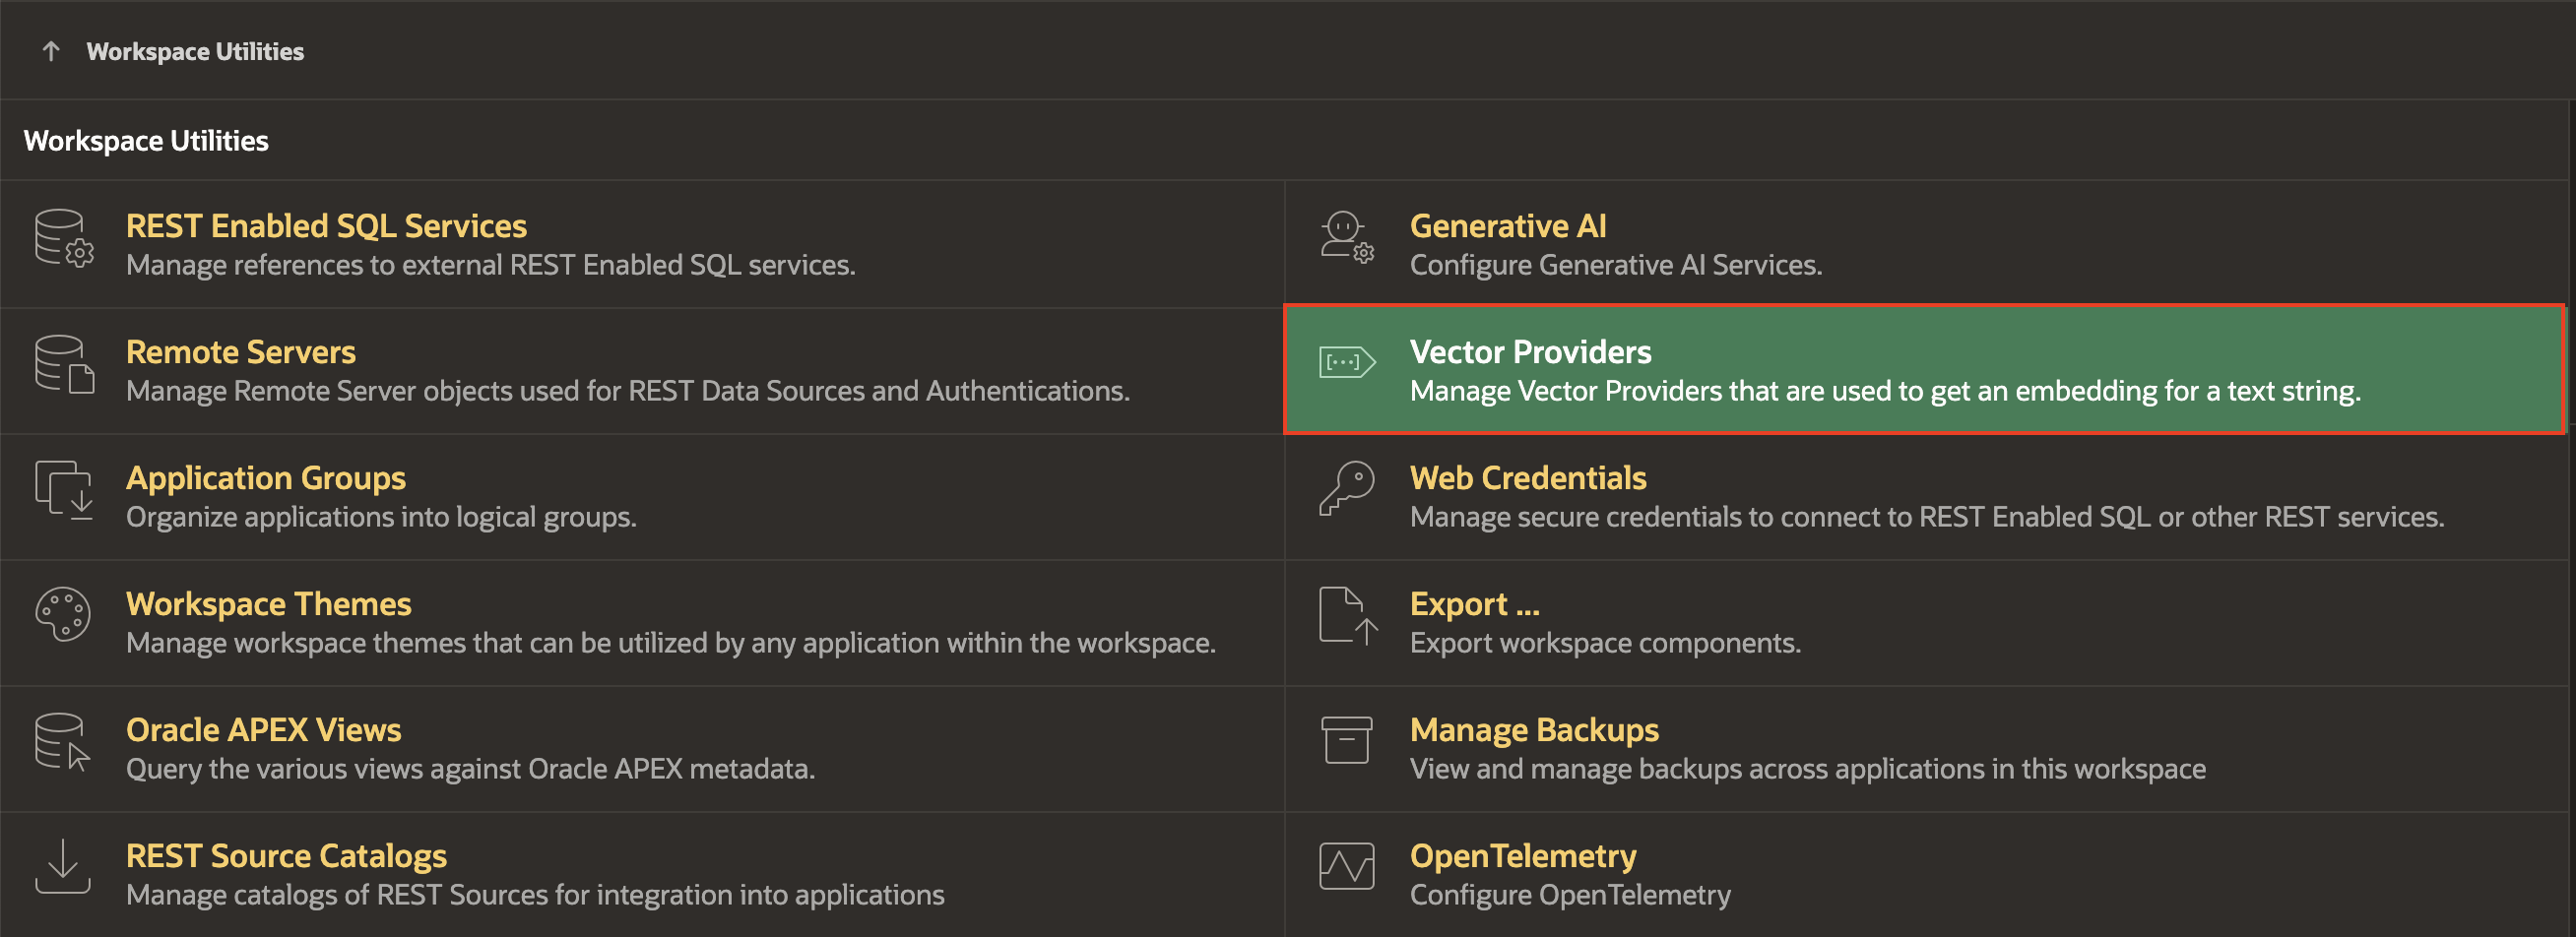 Workspace Utilities
Workspace Utilities
REST Enabled SQL Services
Manage references to external REST Enabled SQL services.
Generative AI
Configure Generative AI Services.
Remote Servers
Manage Remote Server objects used for REST Data Sources and Authentications.
Vector Providers
Manage Vector Providers that are used to get an embedding for a text string.
Application Groups
Organize applications into logical groups.
Web Credentials
Manage secure credentials to connect to REST Enabled SQL or other REST services.
Workspace Themes
Manage workspace themes that can be utilized by any application within the workspace.
Export ...
Export workspace components.
Oracle APEX Views
Query the various views against Oracle APEX metadata.
Manage Backups
View and manage backups across applications in this workspace
REST Source Catalogs
Manage catalogs of REST Sources for integration into applications
OpenTelemetry
Configure OpenTelemetry